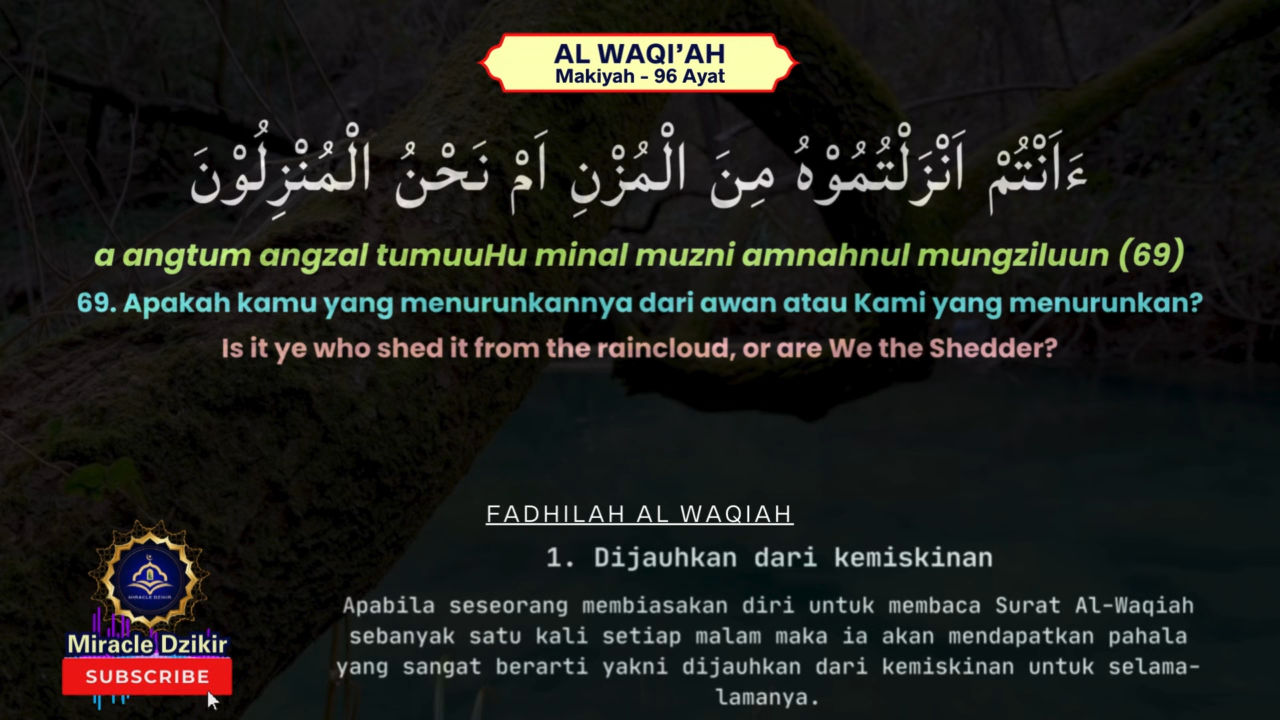 AL WAQI’AH
Makiyah - 96 Ayat
ءَاَنْتُمْ اَنْزَلْتُمُوْهُ مِنَ الْمُزْنِ اَمْ نَحْنُ الْمُنْزِلُوْنَ
a angtum angzal tumuuHu minal muzni amnahnul mungziluun (69)
69. Apakah kamu yang menurunkannya dari awan atau Kami yang menurunkan?
Is it ye who shed it from the raincloud, or are We the Shedder?
FADHILAH AL WAQIAH
1. Dijauhkan dari kemiskinan
Apabila seseorang membiasakan diri untuk membaca Surat Al-Waqiah
sebanyak satu kali setiap malam maka ia akan mendapatkan pahala
yang sangat berarti yakni dijauhkan dari kemiskinan untuk selama-
lamanya.
MIRACLE DZIKIR
Miracle Dzikir
SUBSCRIBE